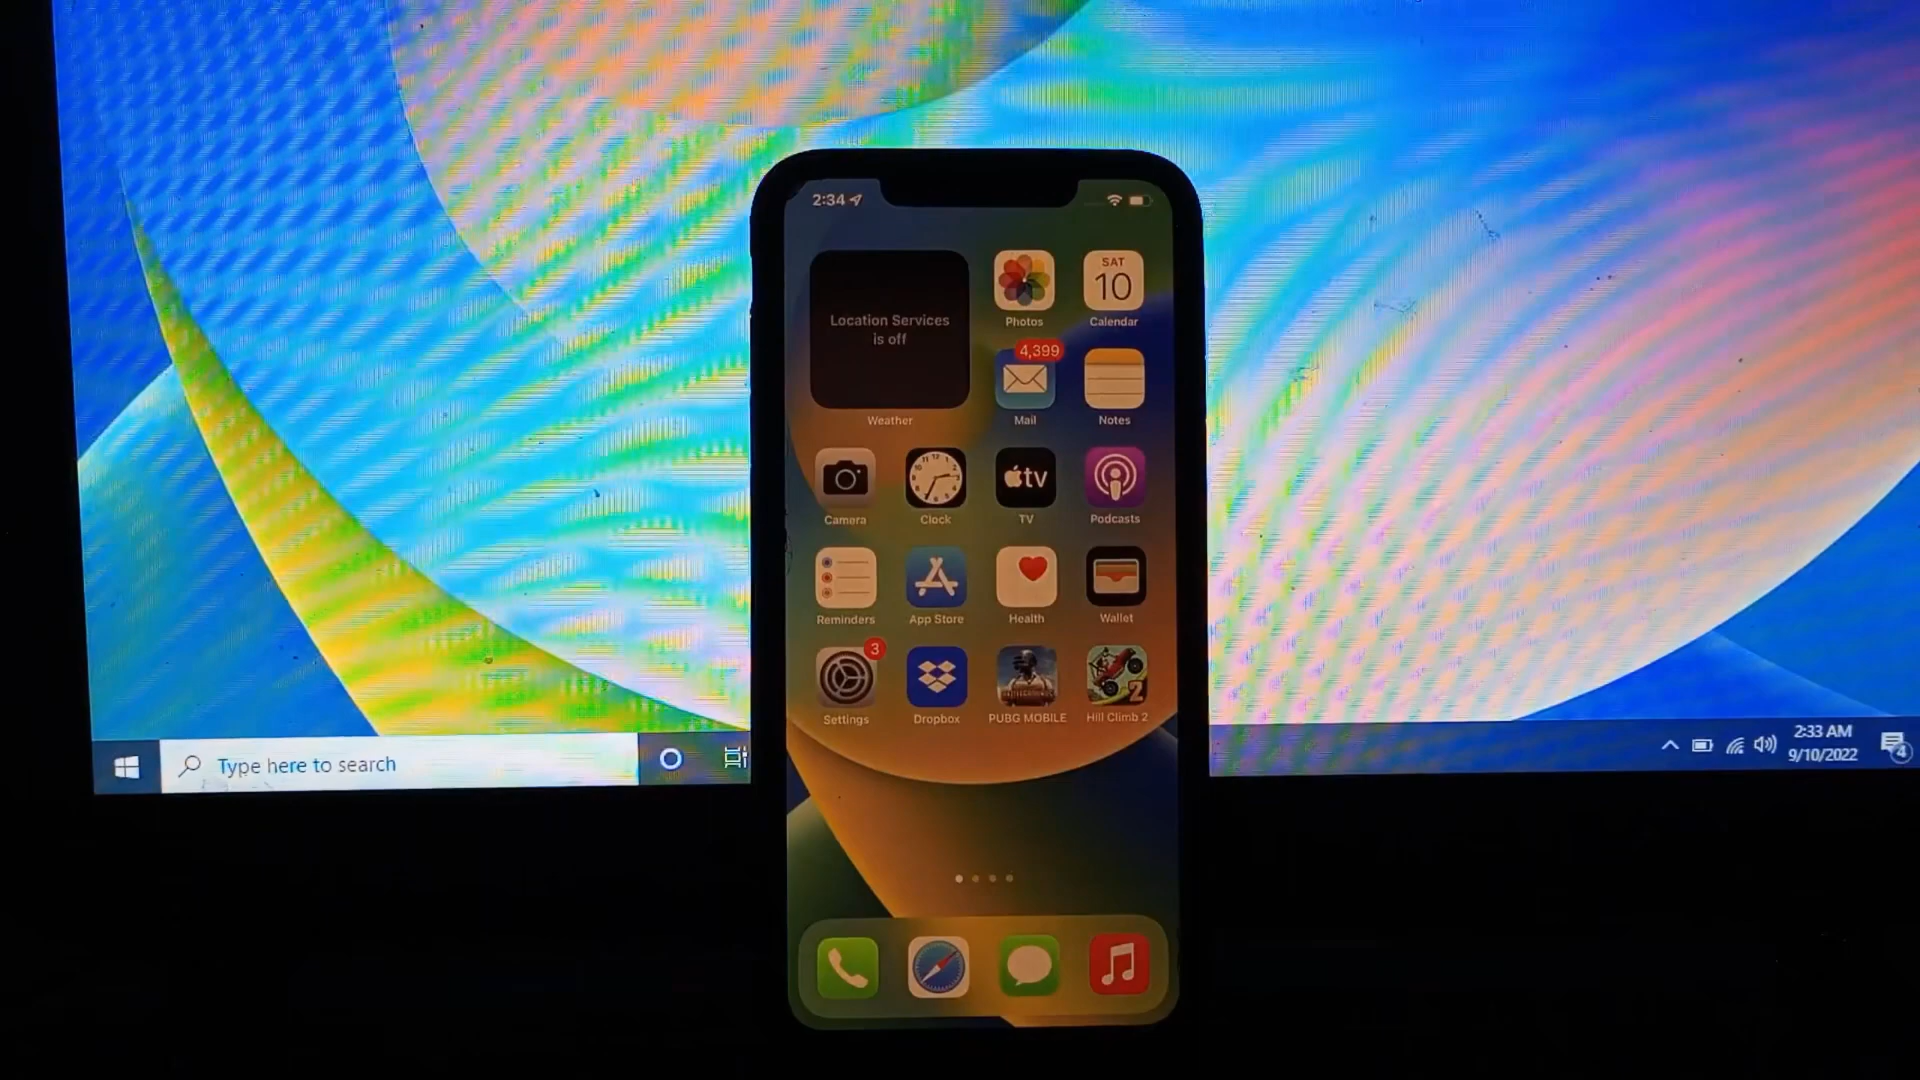 2:34
Location Services
is off
Weather
Photos
SAT
10
Calendar
4,399
Mail
Notes
Camera
Clock
tv
TV
Podcasts
Reminders
App Store
Health
Wallet
3
Settings
Dropbox
PUBG MOBILE
2
Hill Climb 2
Type here to search
2:33 AM
9/10/2022
4